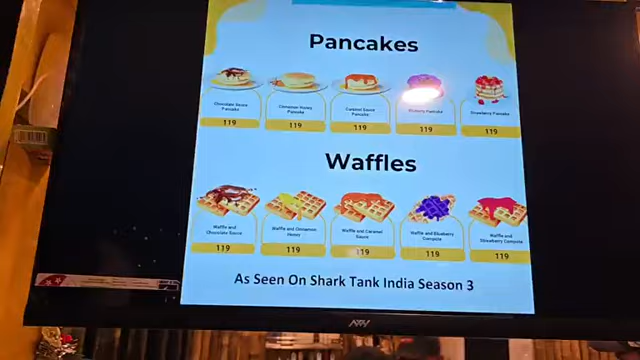 Pancakes
Chocolate Sauce Pancake
Cinnamon Honey Pancake
Caramel Sauce Pancake
Blueberry Pancake
Strawberry Pancake
119
119
119
119
119
Waffles
Waffle and Chocolate Sauce
Waffle and Cinnamon Honey
Waffle and Caramel Sauce
Waffle and Blueberry Compote
Waffle and Strawberry Compote
119
119
119
119
119
As Seen On Shark Tank India Season 3